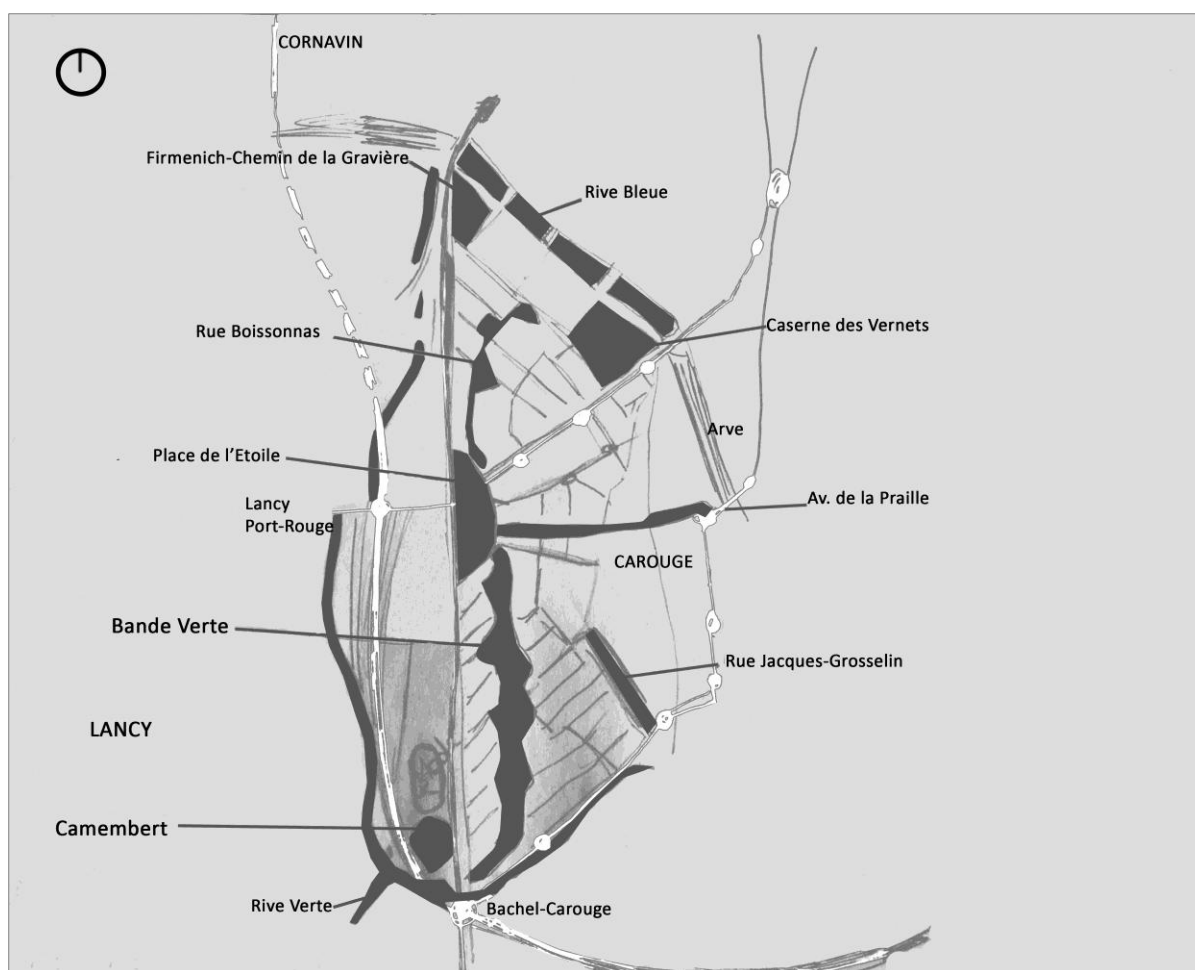 CORNAVIN
Firmenich-Chemin de la Gravière
Rive Bleue
Rue Boissonnas
Caserne des Vernets
Arve
Place de l'Etoile
Lancy
Port-Rouge
Av. de la Praille
CAROUGE
Bande Verte
Rue Jacques-Grosselin
LANCY
Camembert
Rive Verte
Bachel-Carouge